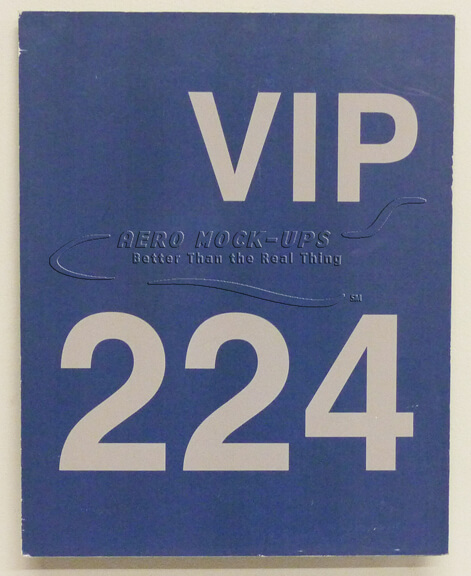 VIP
AERO MOCK-UPS
Better Than the Real Thing
SM
224